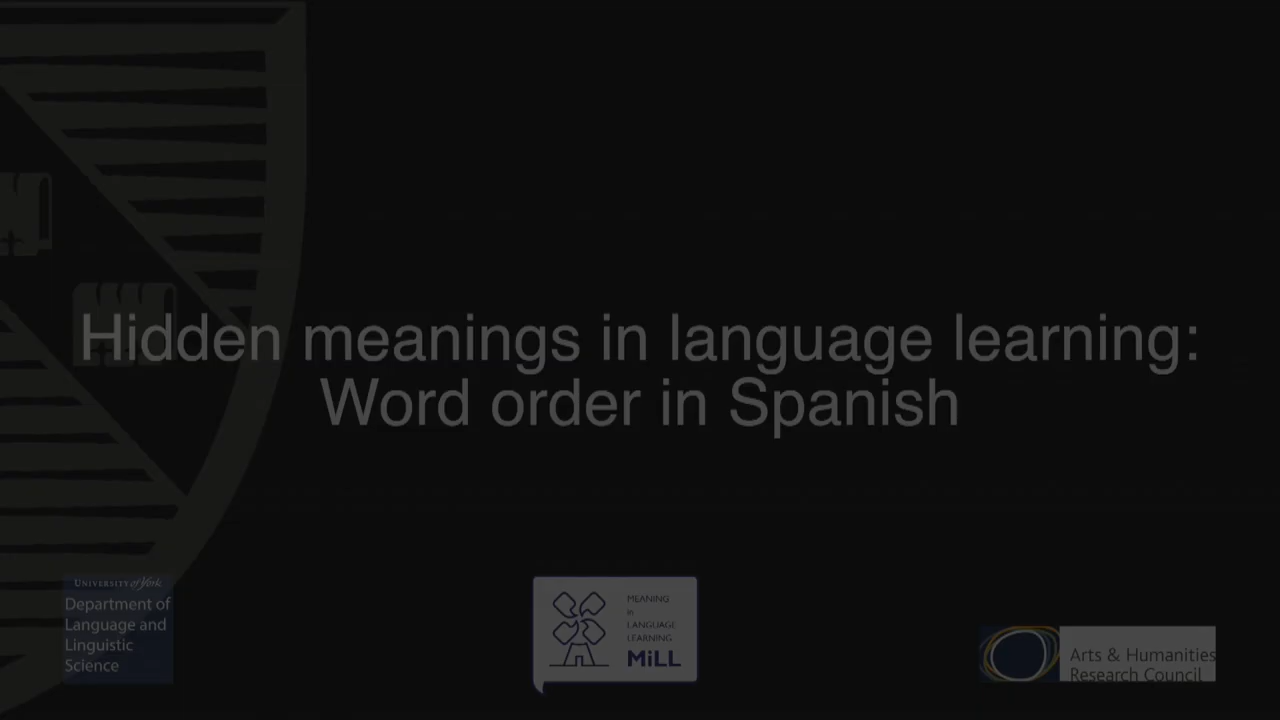 Hidden meanings in language learning:
Word order in Spanish
UNIVERSITY of York
Department of
Language and
Linguistic
Science
MEANING
in
LANGUAGE
LEARNING
MiLL
Arts & Humanities
Research Council